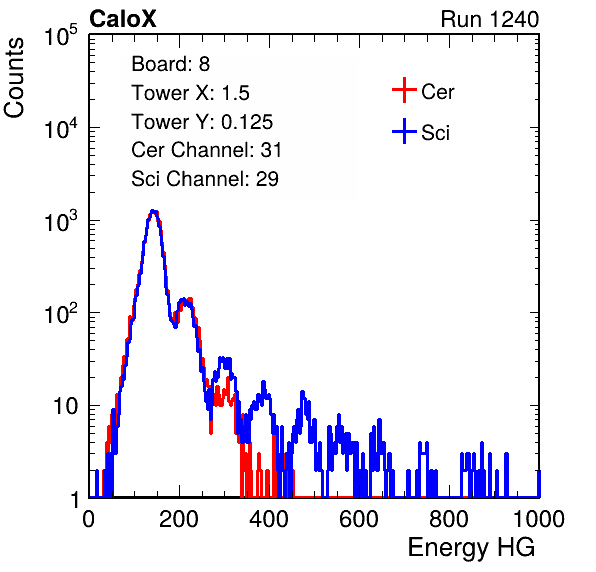 CaloX Run 1240
Counts
Board: 8
Tower X: 1.5
Tower Y: 0.125
Cer Channel: 31
Sci Channel: 29
Cer
Sci
10^5
10^4
10^3
10^2
10
1
0 200 400 600 800 1000
Energy HG